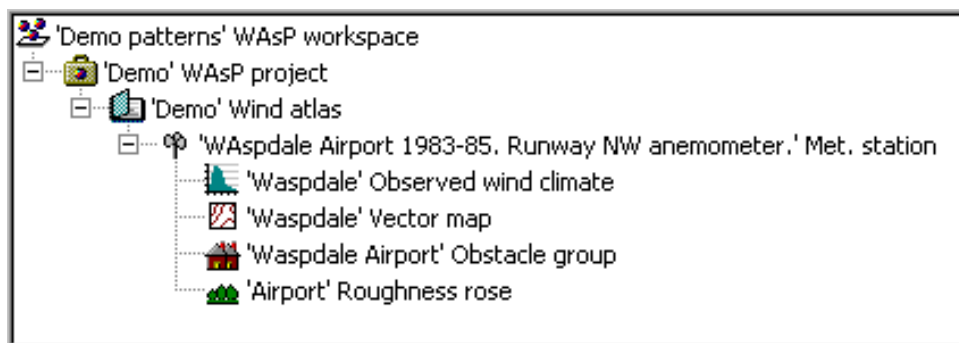 'Demo patterns' WAsP workspace
'Demo' WAsP project
'Demo' Wind atlas
'WAspdale Airport 1983-85. Runway NW anemometer.' Met. station
'Waspdale' Observed wind climate
'Waspdale' Vector map
'Waspdale Airport' Obstacle group
'Airport' Roughness rose